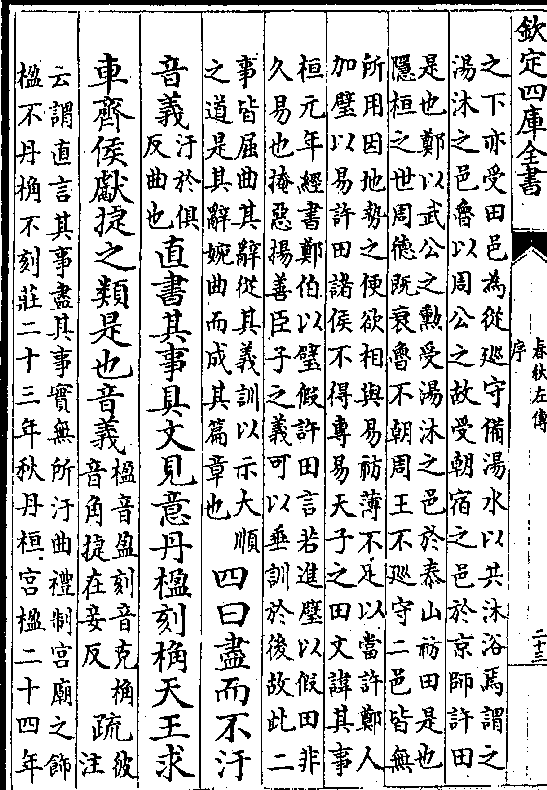 欽定四庫全書
春秋左傳
序
二十三
之下亦受田邑為從廵守備湯水以共沐浴焉謂之
湯沐之邑魯以周公之故受朝宿之邑於京師許田
是也鄭以武公之勲受湯沐之邑於泰山祊田是也
隱桓之世周德既衰魯不朝周王不廵守二邑皆無
所用因地勢之便欲相與易祊薄不足以當許鄭人
加璧以易許田諸侯不得專易天子之田文諱其事
桓元年經書鄭伯以璧假許田言若進璧以假田非
久易也掩惡揚善臣子之義可以垂訓於後故此二
事皆屈曲其辭從其義訓以示大順
之道是其辭婉曲而成其篇章也
四曰盡而不汙
音義
汙於俱
反曲也
直書其事具文見意丹楹刻桷天王求
車齊侯獻捷之類是也音義
楹音盈刻音克桷
音角捷在妾反
疏
彼
注
云謂直言其事盡其事實無所汙曲禮制宮廟之飾
楹不丹桷不刻莊二十三年秋丹桓宮楹二十四年